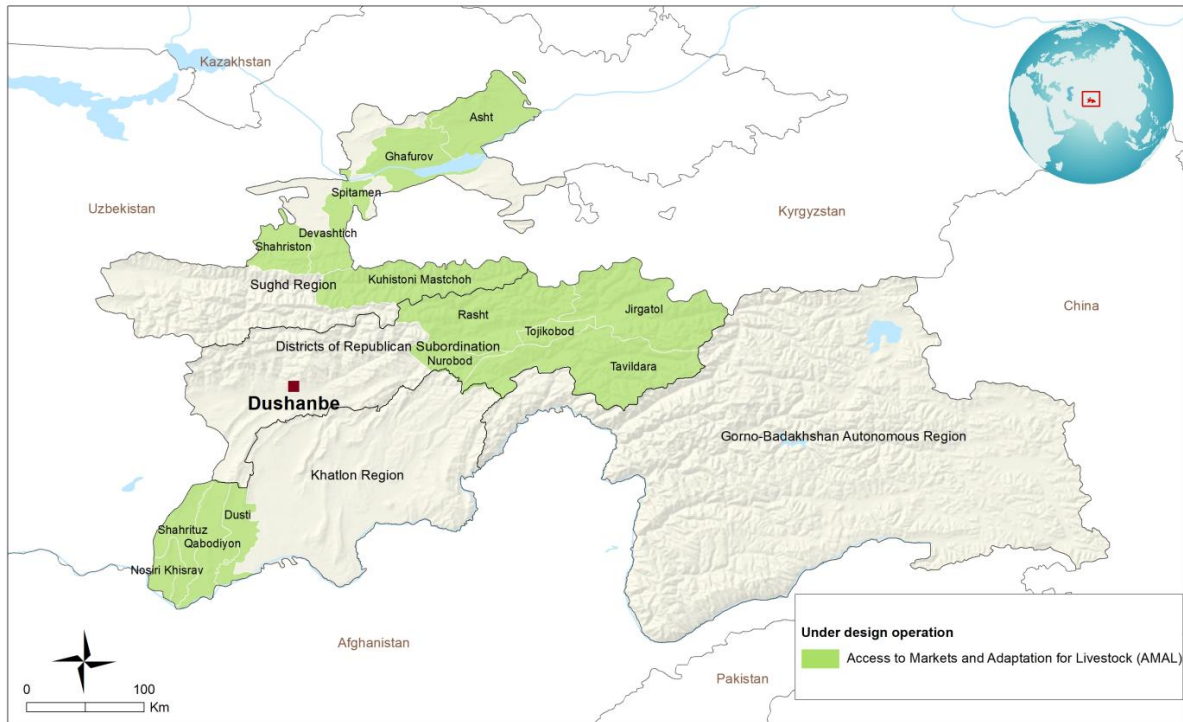 Kazakhstan
Asht
Ghafurov
Spitamen
Uzbekistan
Kyrgyzstan
Devashtich
Shahriston
Kuhistoni Mastchoh
Sughd Region
China
Rasht
Jirgatol
Tojikobod
Districts of Republican Subordination
Nurobod
Tavildara
Dushanbe
Gorno-Badakhshan Autonomous Region
Khatlon Region
Dusti
Shahrituz
Qabodiyon
Nosiri Khisrav
Afghanistan
Pakistan
Under design operation
Access to Markets and Adaptation for Livestock (AMAL)
0 100
Km